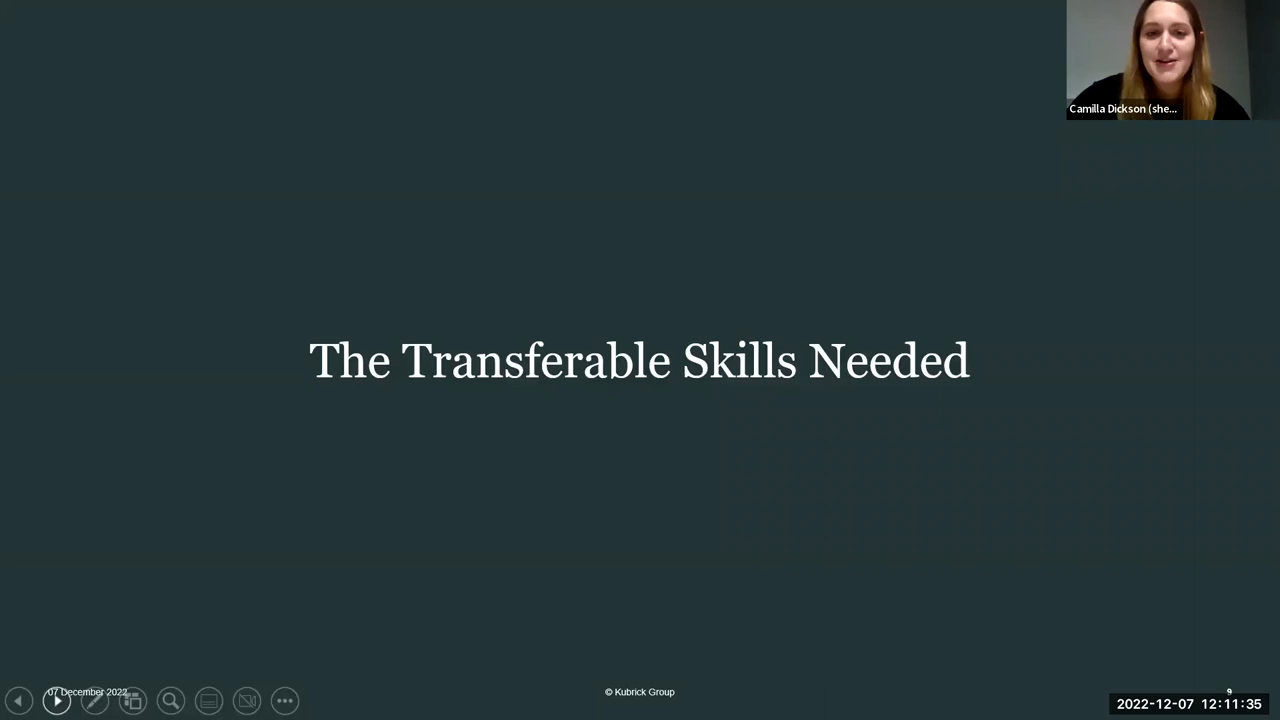 Camilla Dickson (she...
The Transferable Skills Needed
07 December 2022
© Kubrick Group
9
2022-12-07 12:11:35